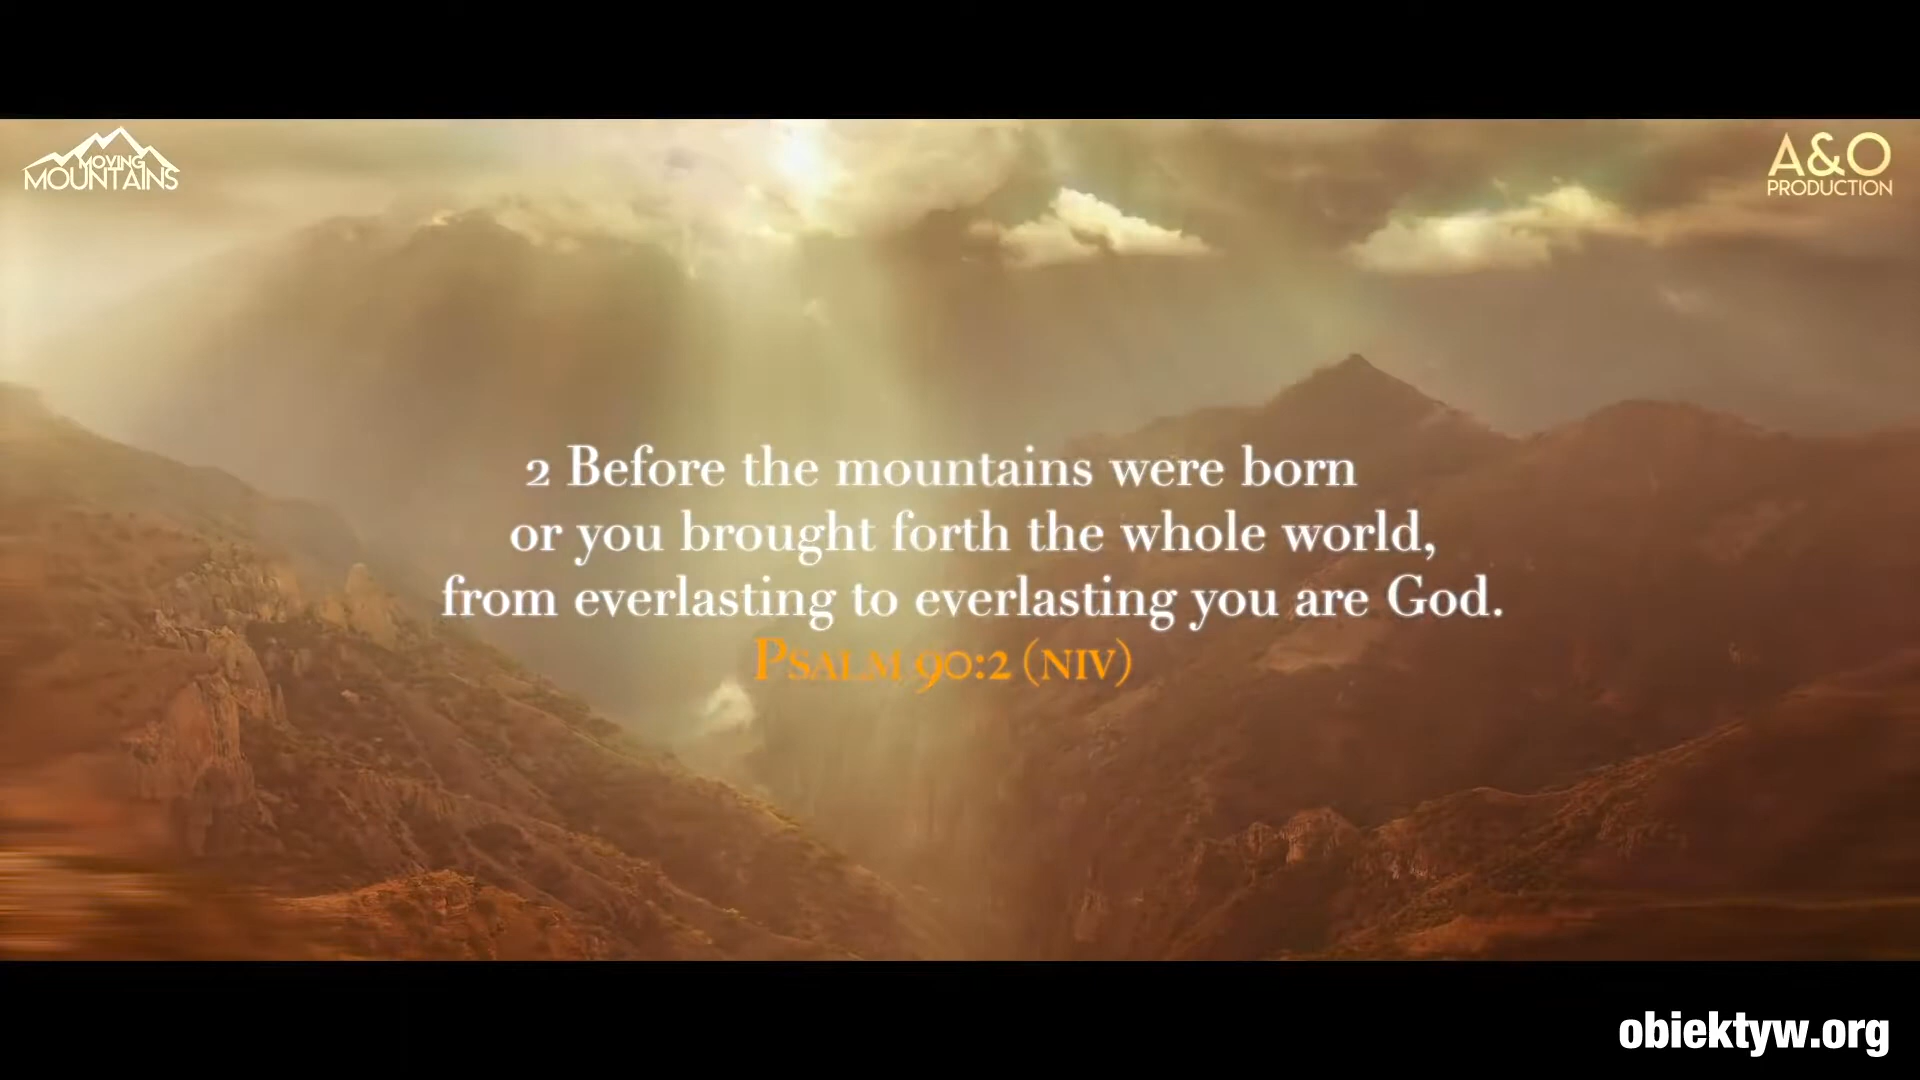 MOVING
MOUNTAINS
A&O
PRODUCTION
2 Before the mountains were born
or you brought forth the whole world,
from everlasting to everlasting you are God.
PSALM 90:2 (NIV)
obiektyw.org